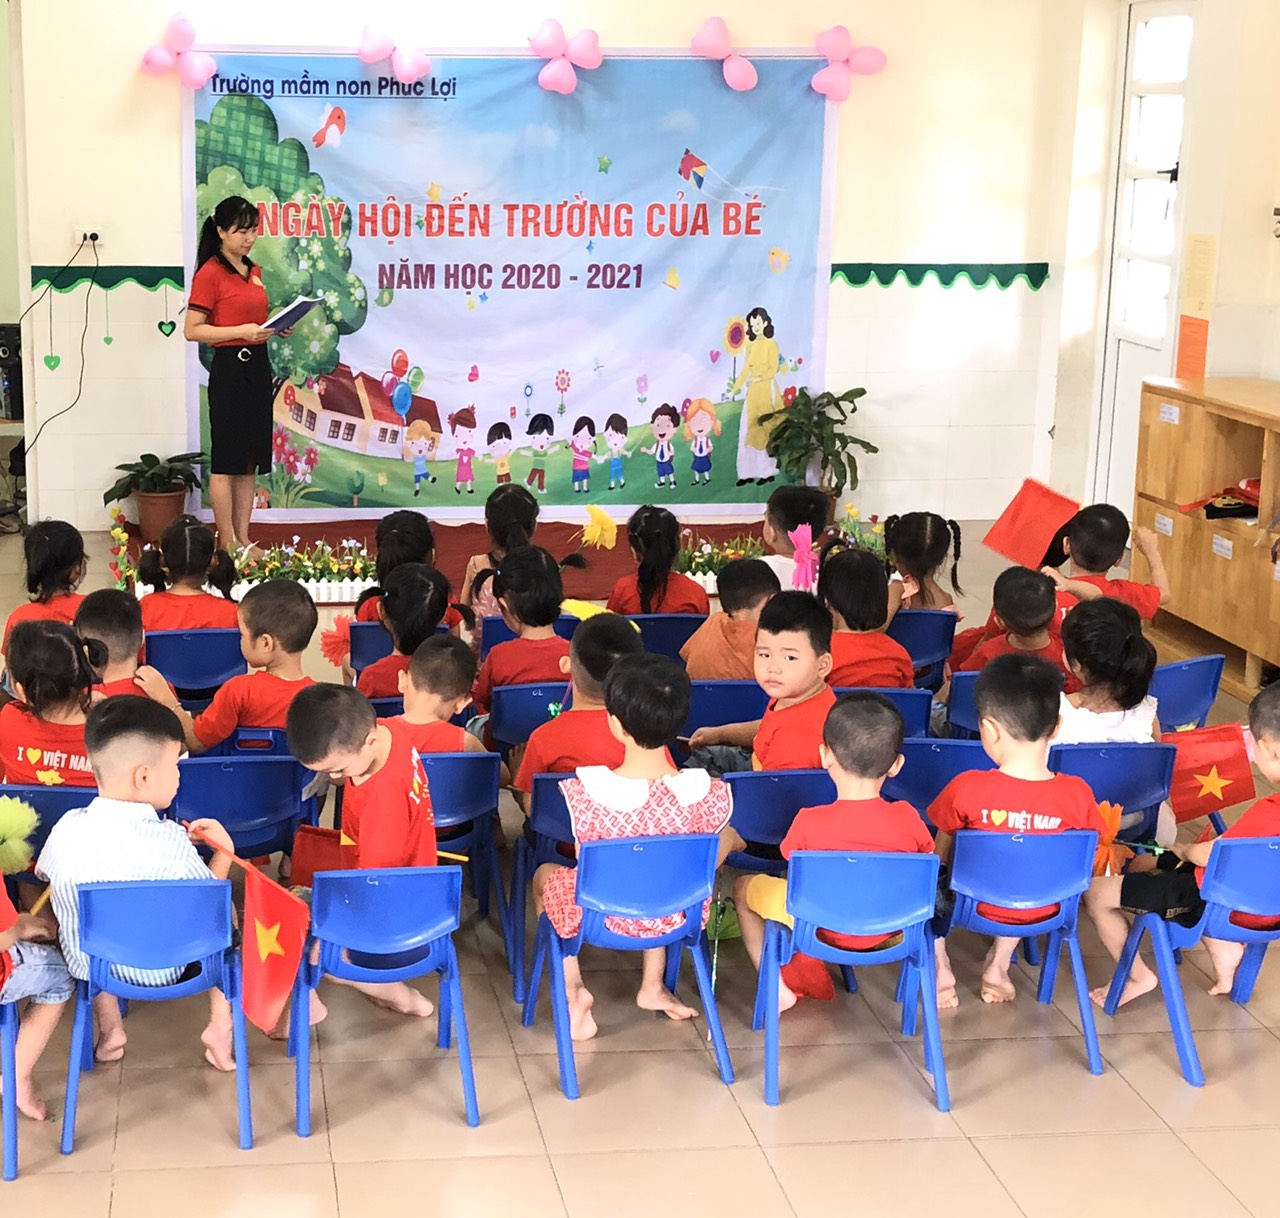 Trường mầm non Phúc Lợi
NGÀY HỘI ĐẾN TRƯỜNG CỦA BÉ
NĂM HỌC 2020 - 2021
I VIỆT NAM
I VIỆT NAM